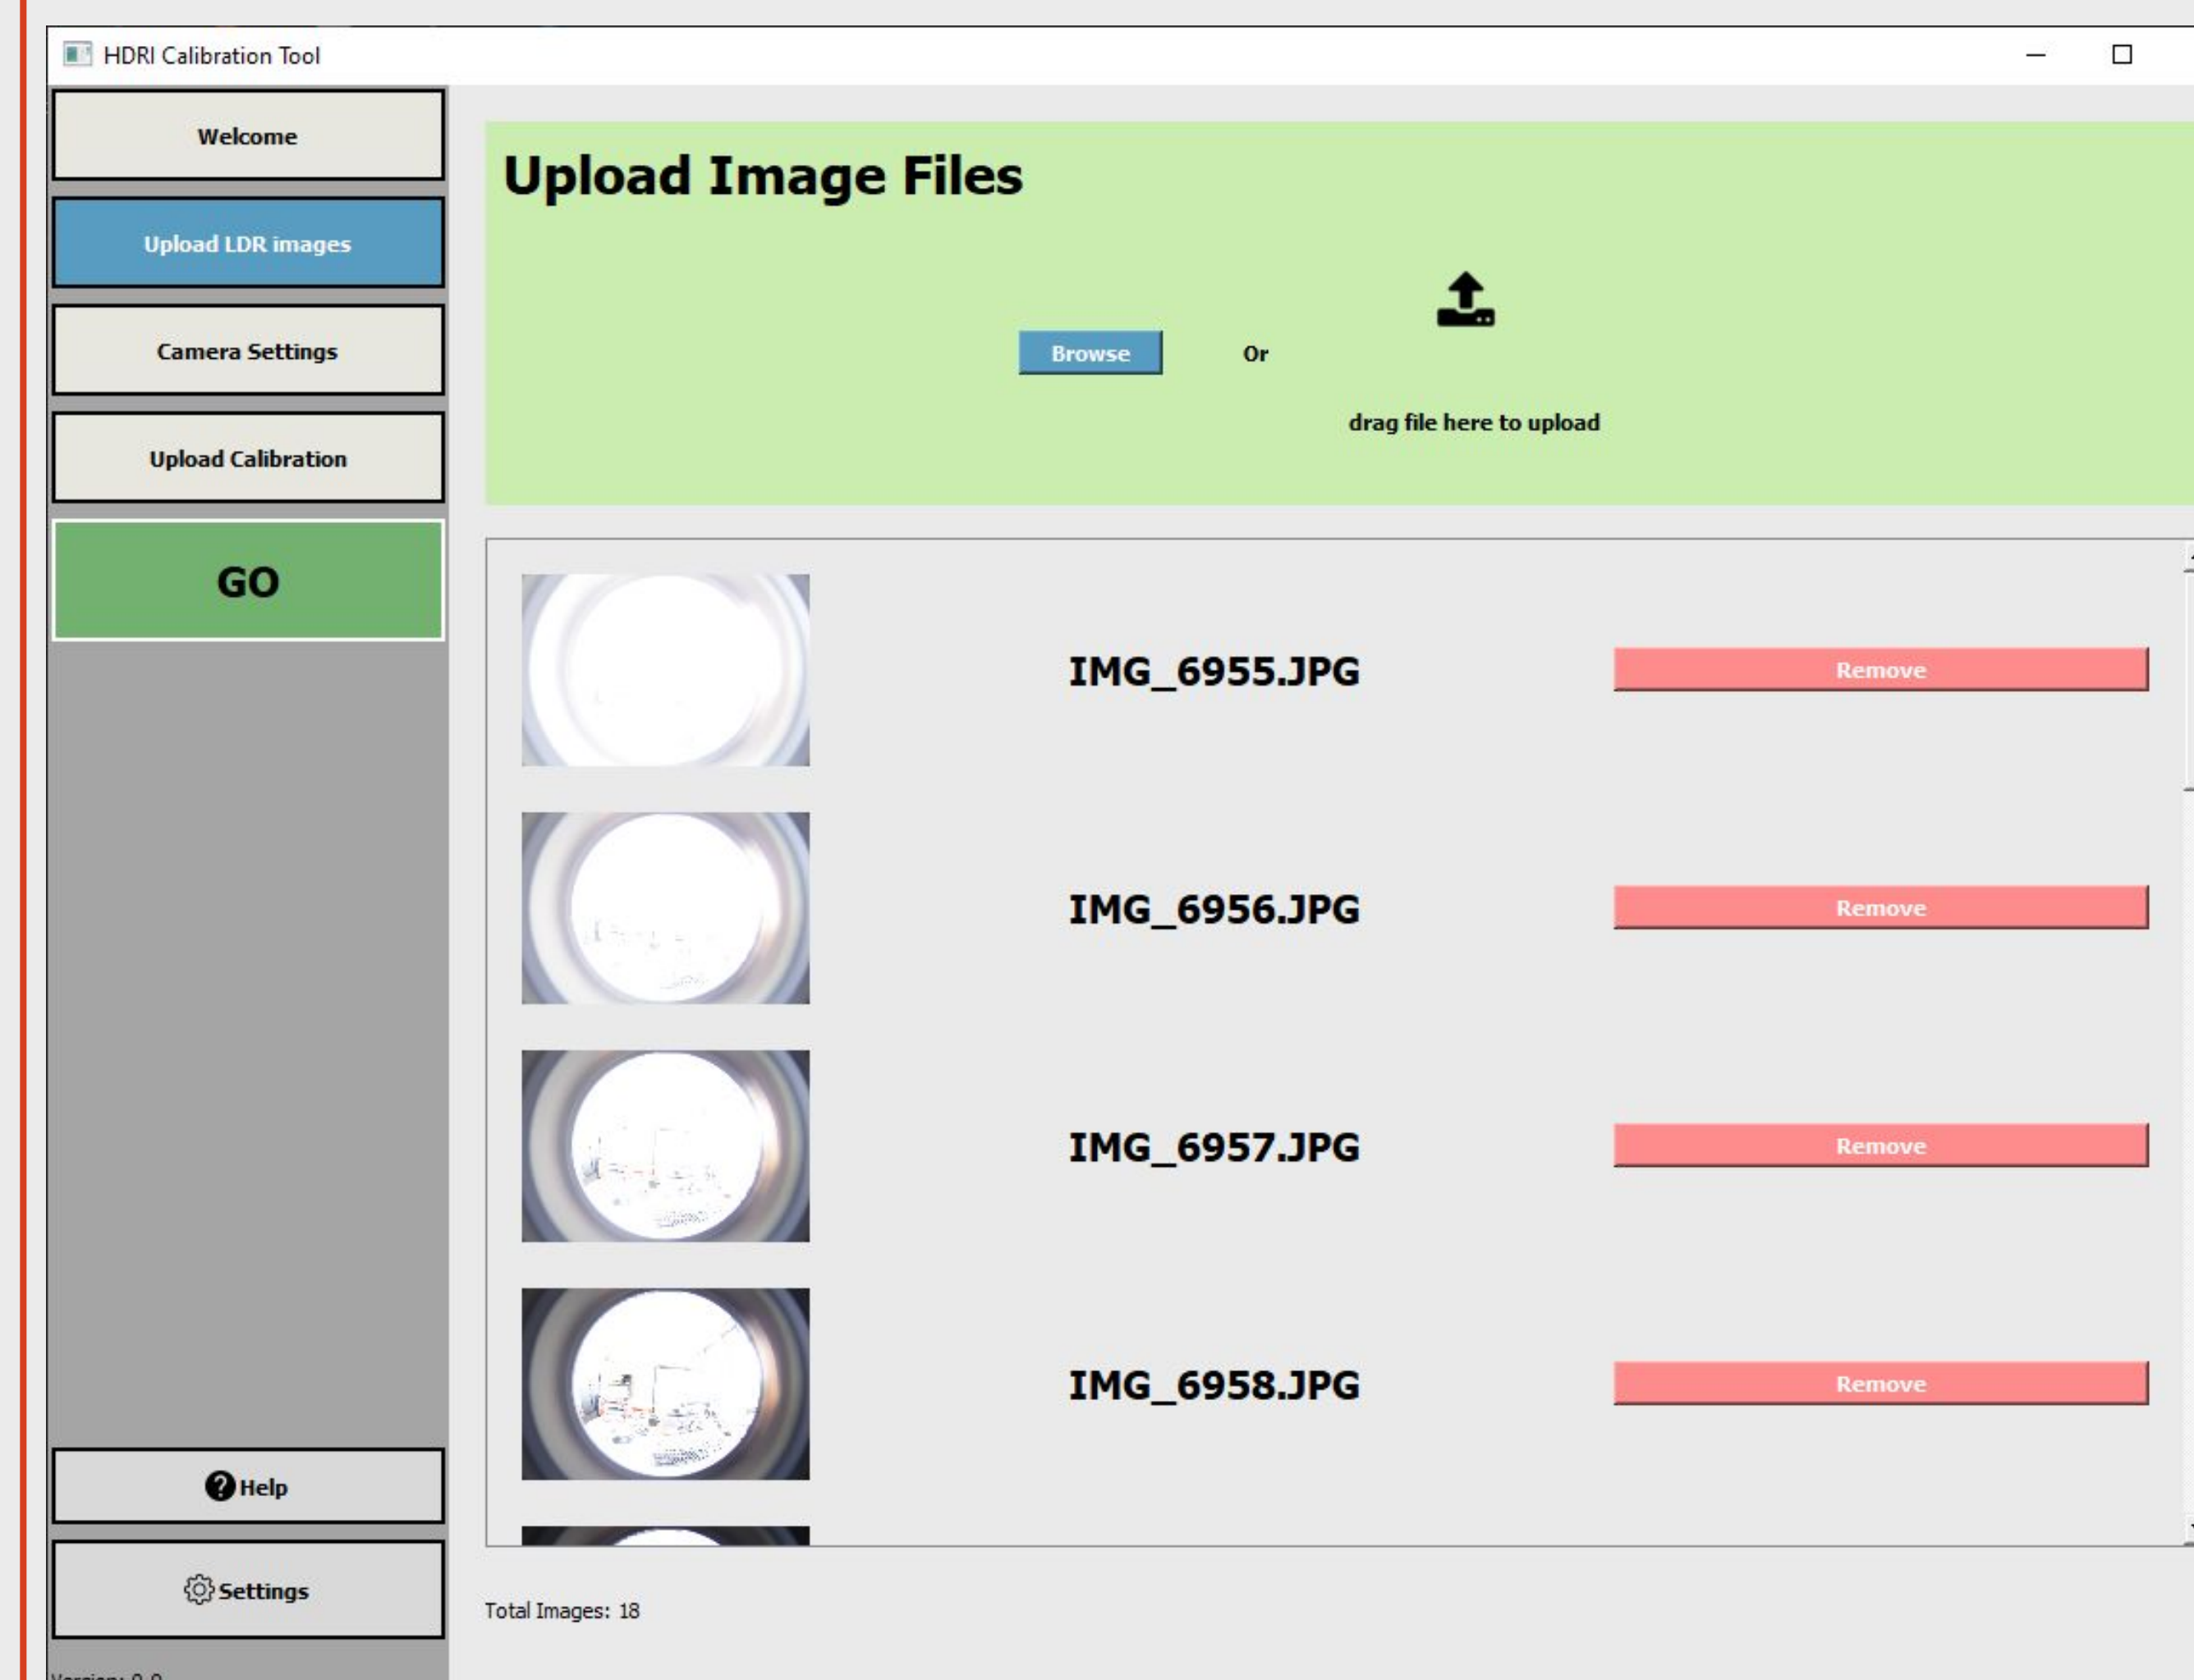 HDRI Calibration Tool
Welcome
Upload LDR images
Camera Settings
Upload Calibration
GO
Help
Settings
Upload Image Files
Browse
Or
drag file here to upload
IMG_6955.JPG
Remove
IMG_6956.JPG
Remove
IMG_6957.JPG
Remove
IMG_6958.JPG
Remove
Total Images: 18